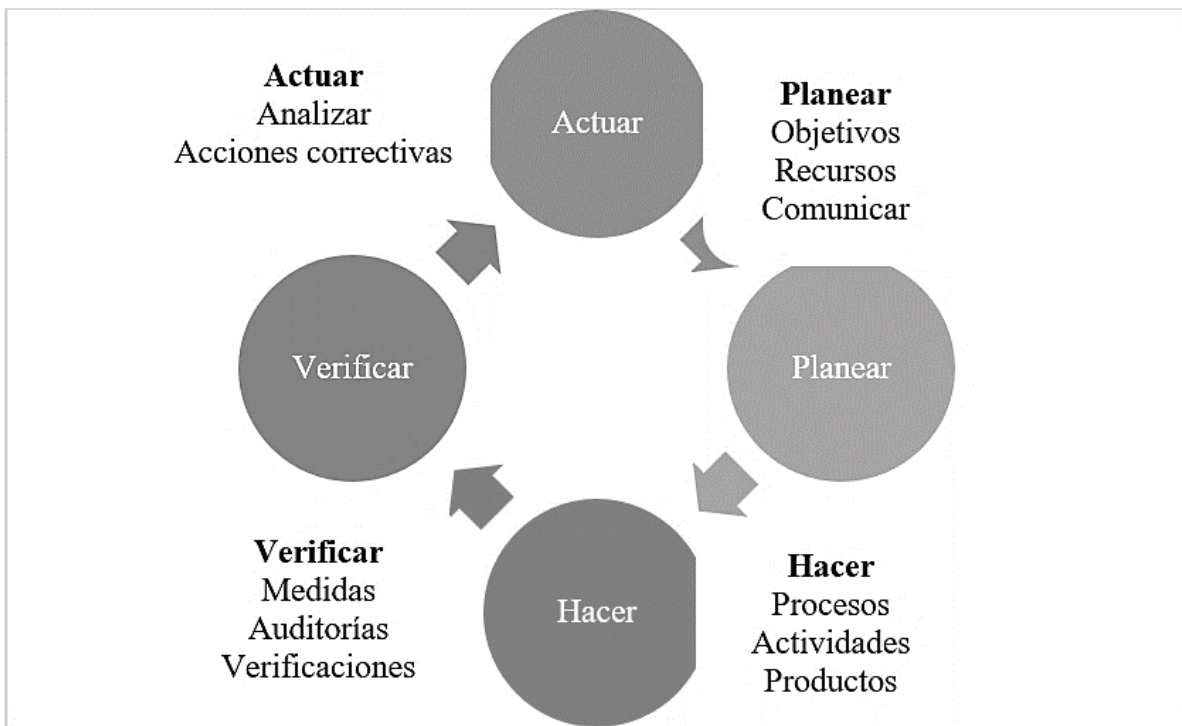 Actuar
Analizar
Acciones correctivas
Actuar
Planear
Objetivos
Recursos
Comunicar
Verificar
Planear
Verificar
Medidas
Auditorías
Verificaciones
Hacer
Hacer
Procesos
Actividades
Productos